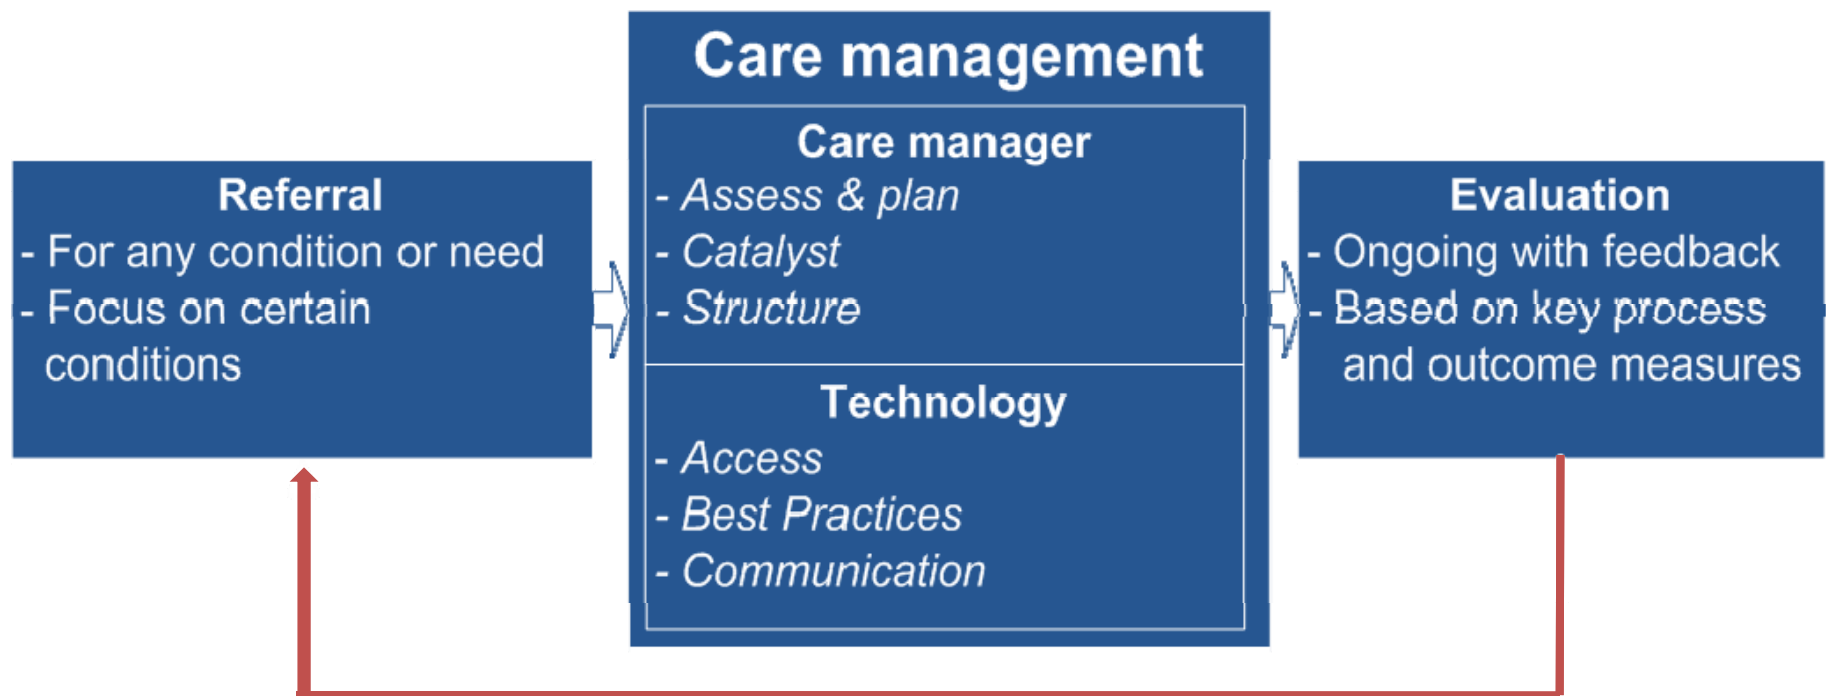 Care management
Care manager
- Assess & plan
- Catalyst
- Structure
Technology
- Access
- Best Practices
- Communication
Referral
- For any condition or need
- Focus on certain
conditions
Evaluation
- Ongoing with feedback
- Based on key process
and outcome measures